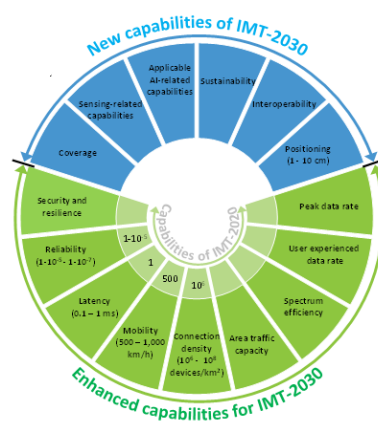 New capabilities of IMT-2030
Coverage
Sensing-related
capabilities
Applicable
AI-related
capabilities
Sustainability
Interoperability
Positioning
(1 - 10 cm)
Capabilities of IMT-2020
Security and
resilience
Reliability
(1-10⁻⁵ - 1-10⁻⁷)
1-10⁻⁵
Latency
(0.1 – 1 ms)
1
Mobility
(500 – 1,000
km/h)
500
Connection
density
(10⁶ - 10⁸
devices/km²)
10⁶
Area traffic
capacity
Spectrum
efficiency
User experienced
data rate
Peak data rate
Enhanced capabilities for IMT-2030